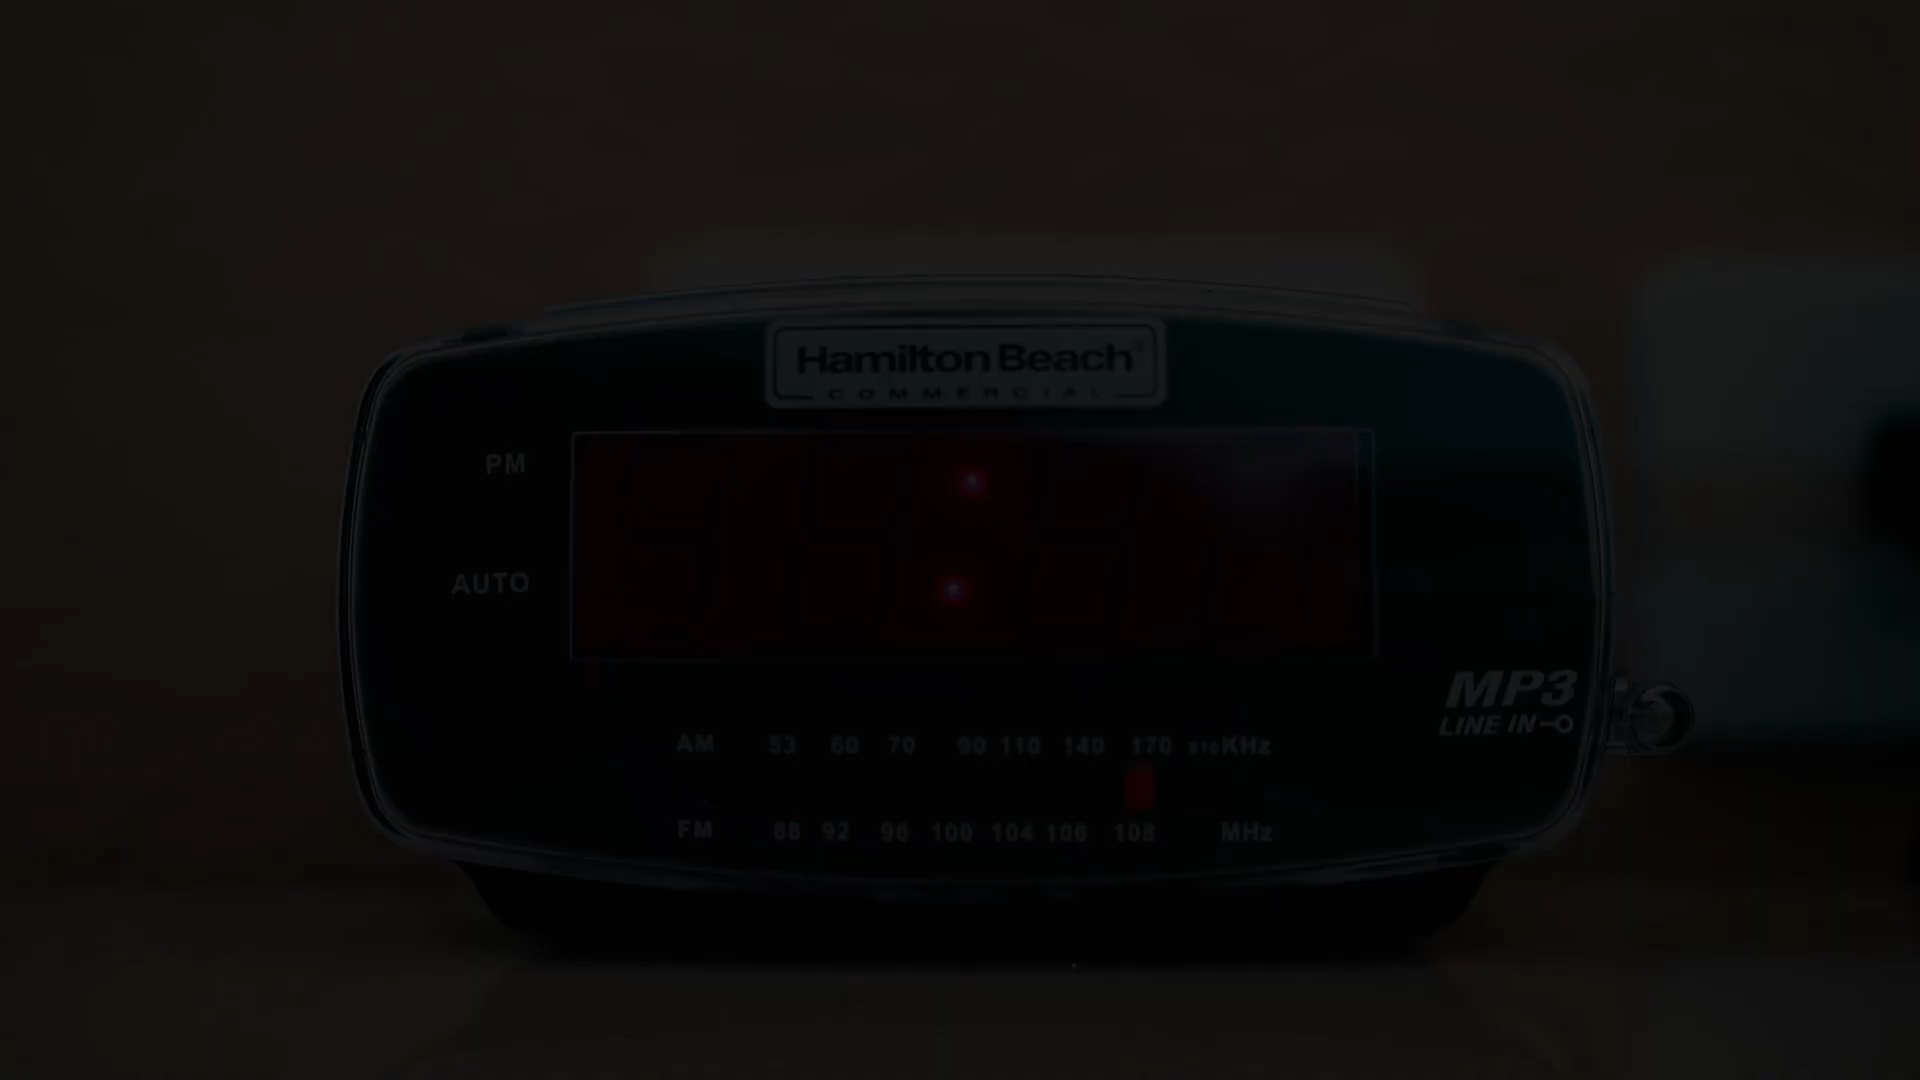 Hamilton Beach
COMMERCIAL
PM
AUTO
MP3
LINE IN
AM 53 60 70 90 110 140 170 x10KHz
FM 88 92 96 100 104 106 108 MHz